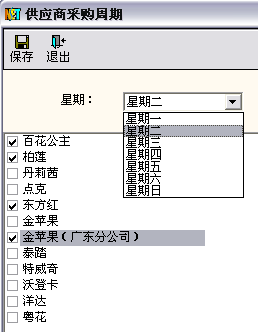 供应商采购周期
保存 退出
星期： 星期二
星期一
星期二
星期三
星期四
星期五
星期六
星期日
百花公主
柏莲
丹莉茜
点克
东方红
金苹果
金苹果（广东分公司）
泰踏
特威奇
沃登卡
洋达
粤花